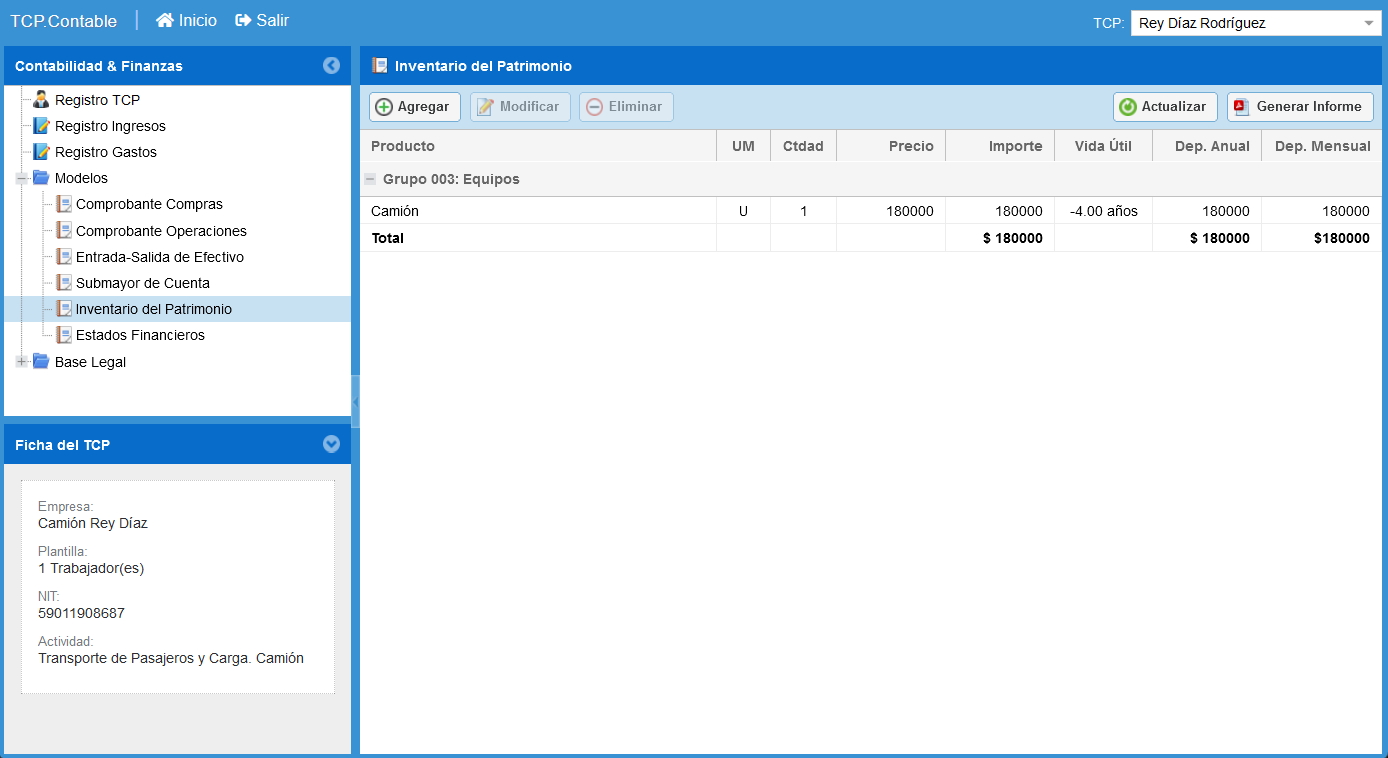 TCP.Contable | Inicio Salir TCP: Rey Díaz Rodríguez
Contabilidad & Finanzas
Registro TCP
Registro Ingresos
Registro Gastos
Modelos
Comprobante Compras
Comprobante Operaciones
Entrada-Salida de Efectivo
Submayor de Cuenta
Inventario del Patrimonio
Estados Financieros
Base Legal
Ficha del TCP
Empresa:
Camión Rey Díaz
Plantilla:
1 Trabajador(es)
NIT:
59011908687
Actividad:
Transporte de Pasajeros y Carga. Camión
Inventario del Patrimonio
Agregar Modificar Eliminar Actualizar Generar Informe
Producto UM Ctdad Precio Importe Vida Útil Dep. Anual Dep. Mensual
Grupo 003: Equipos
Camión U 1 180000 180000 -4.00 años 180000 180000
Total $ 180000 $ 180000 $180000